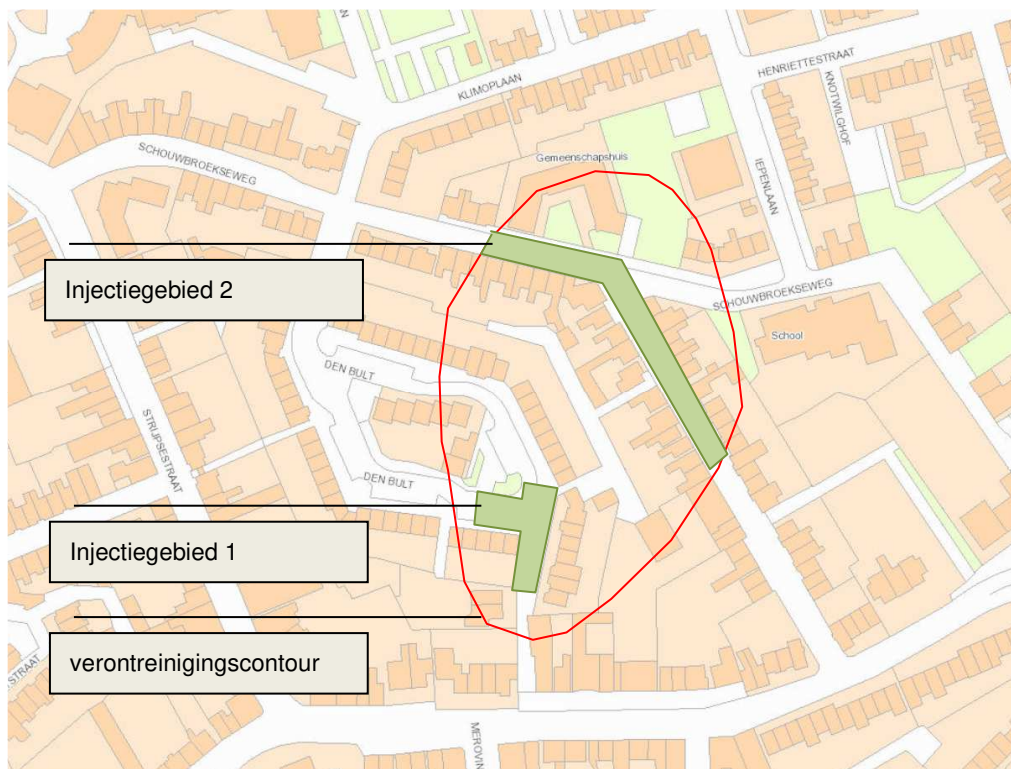 HENRIETTESTRAAT
KLIMOPLAAN
KNOTWILGHOF
SCHOUWBROEKSEWEG
Gemeenschapshuis
IEPENLAAN
Injectiegebied 2
SCHOUWBROEKSEWEG
School
DEN BULT
STRIJPSESTRAAT
DEN BULT
Injectiegebied 1
verontreinigingscontour
STRAAT
MEROVIN